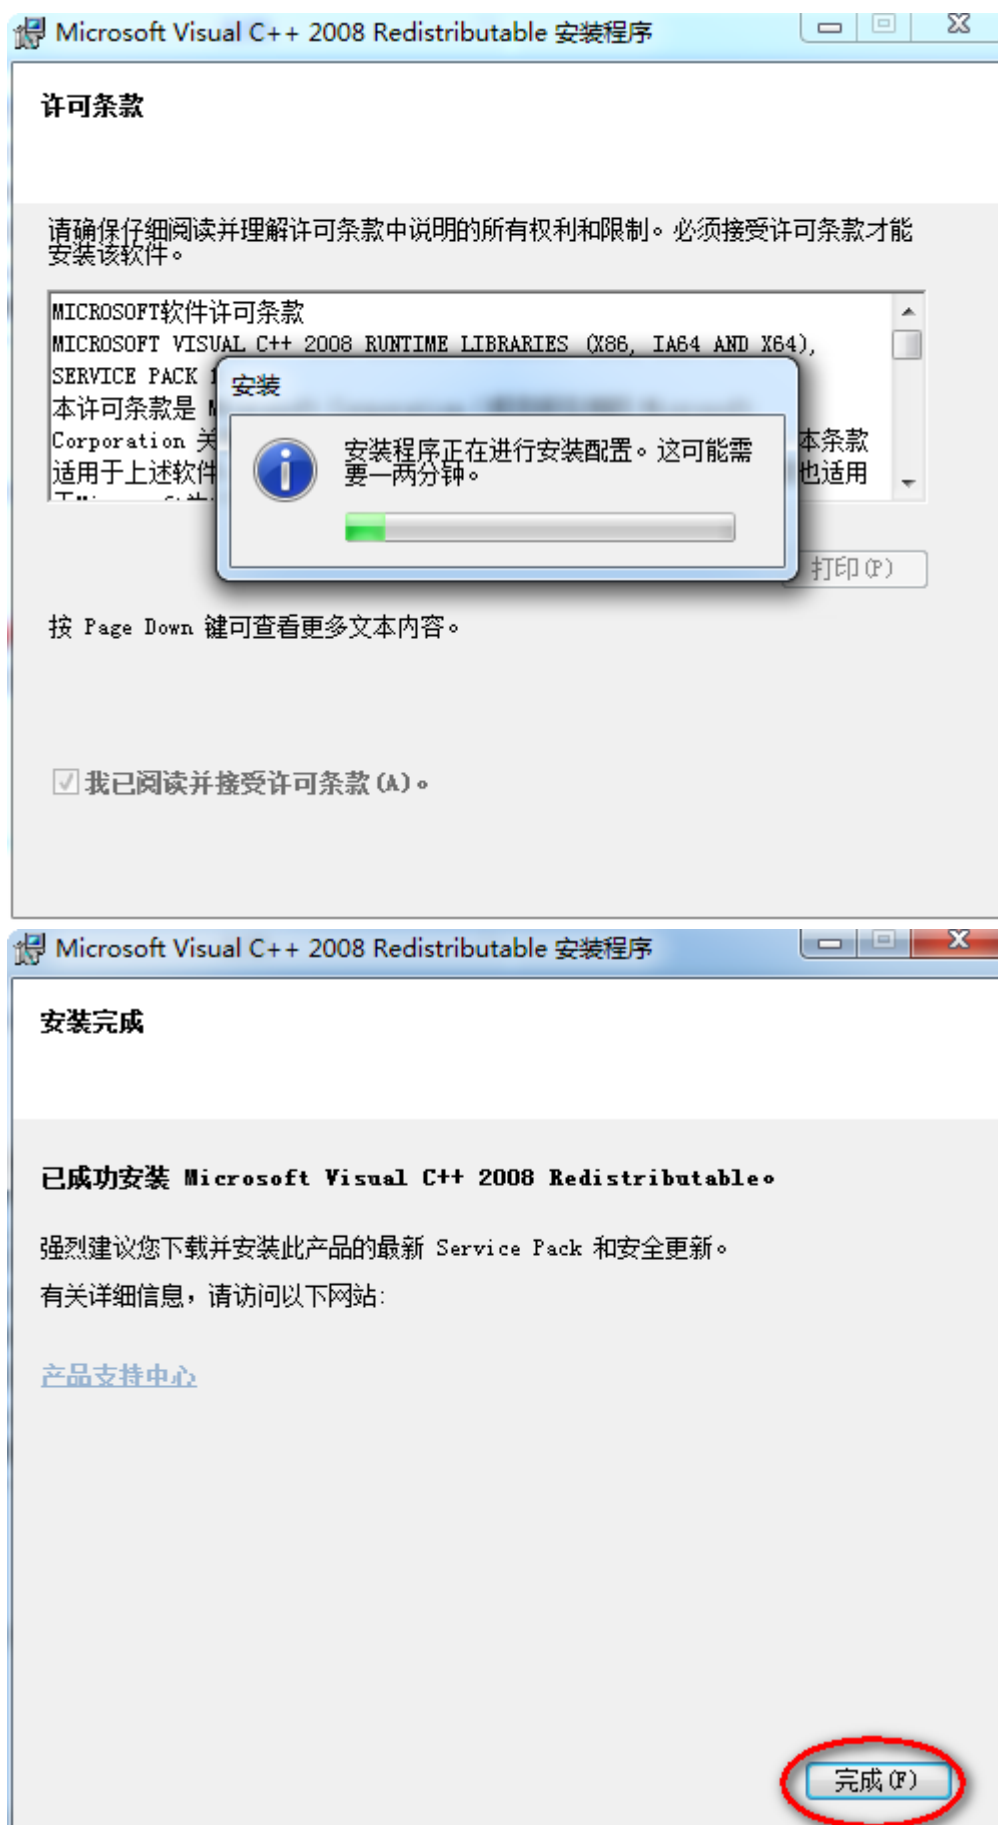 Microsoft Visual C++ 2008 Redistributable 安装程序
许可条款
请确保仔细阅读并理解许可条款中说明的所有权利和限制。必须接受许可条款才能
安装该软件。
MICROSOFT软件许可条款
MICROSOFT VISUAL C++ 2008 RUNTIME LIBRARIES (X86, IA64 AND X64),
SERVICE PACK
本许可条款是
Corporation 关 本条款
适用于上述软件 也适用
安装
安装程序正在进行安装配置。这可能需
要一两分钟。
打印(P)
按 Page Down 键可查看更多文本内容。
我已阅读并接受许可条款(A)。
Microsoft Visual C++ 2008 Redistributable 安装程序
安装完成
已成功安装 Microsoft Visual C++ 2008 Redistributable。
强烈建议您下载并安装此产品的最新 Service Pack 和安全更新。
有关详细信息，请访问以下网站:
产品支持中心
完成(F)